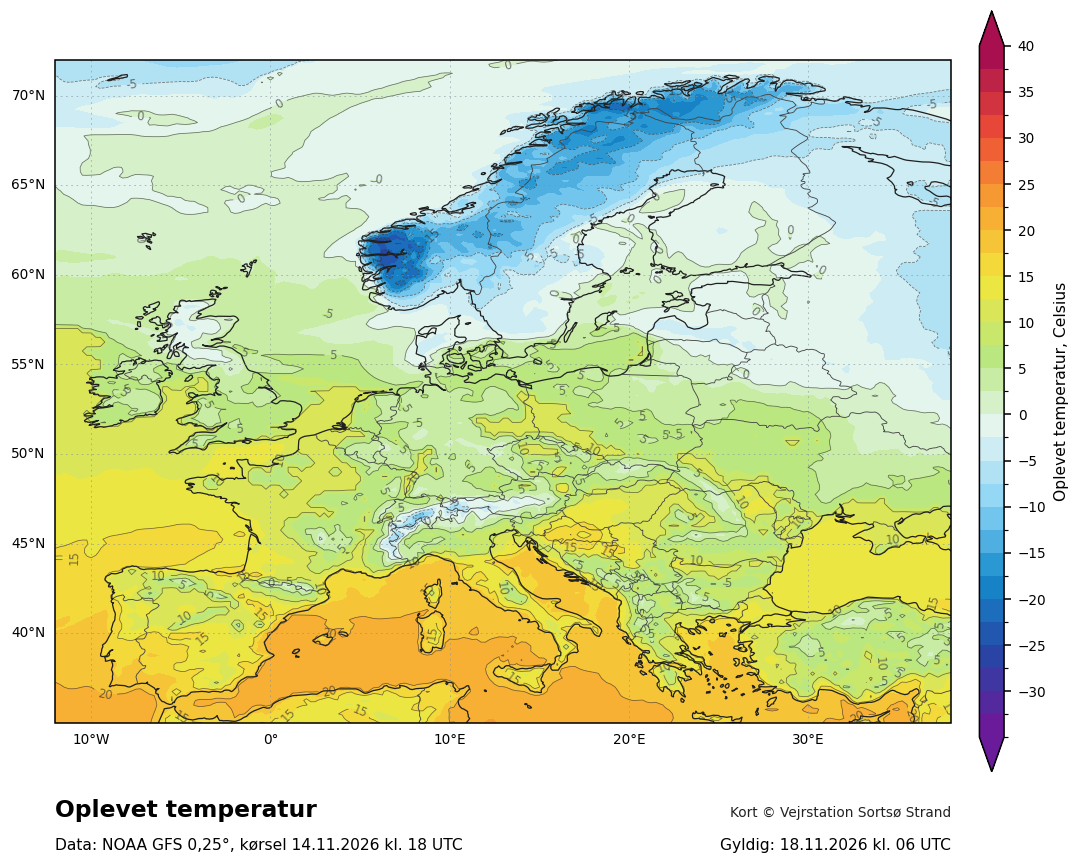 70°N
65°N
60°N
55°N
50°N
45°N
40°N
10°W
0°
10°E
20°E
30°E
40
35
30
25
20
15
10
5
0
−5
−10
−15
−20
−25
−30
Oplevet temperatur, Celsius
Oplevet temperatur
Kort © Vejrstation Sortsø Strand
Data: NOAA GFS 0,25°, kørsel 14.11.2026 kl. 18 UTC
Gyldig: 18.11.2026 kl. 06 UTC